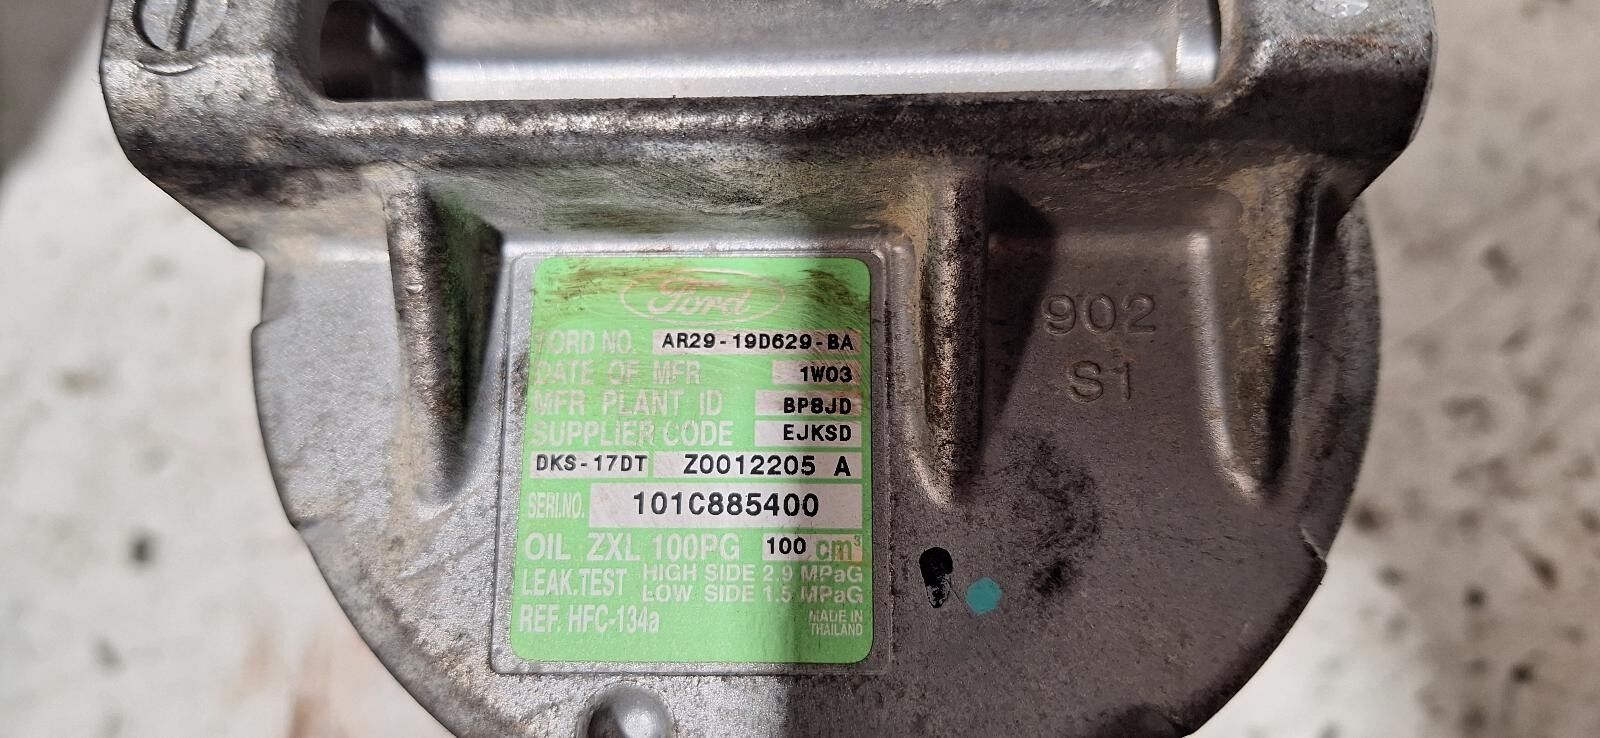 Ford
FORD NO. AR29-19D629-BA
DATE OF MFR 1W03
MFR PLANT ID BP8JD
SUPPLIER CODE EJKSD
DKS-17DT Z0012205 A
SERI.NO. 101C885400
OIL ZXL 100PG 100 cm³
LEAK.TEST HIGH SIDE 2.9 MPaG
LOW SIDE 1.5 MPaG
REF. HFC-134a
MADE IN
THAILAND
902
S1